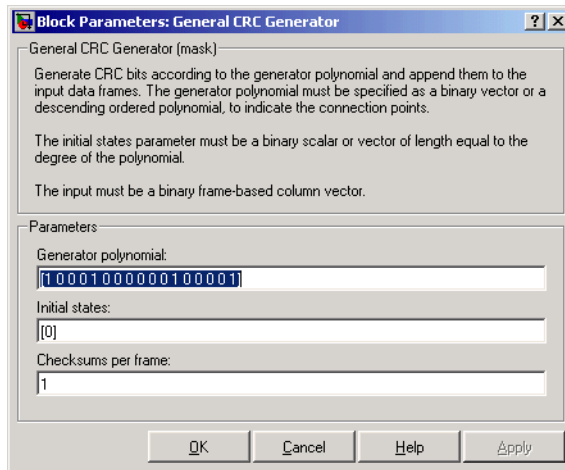 Block Parameters: General CRC Generator
General CRC Generator (mask)
Generate CRC bits according to the generator polynomial and append them to the
input data frames. The generator polynomial must be specified as a binary vector or a
descending ordered polynomial, to indicate the connection points.
The initial states parameter must be a binary scalar or vector of length equal to the
degree of the polynomial.
The input must be a binary frame-based column vector.
Parameters
Generator polynomial:
[1 0 0 0 1 0 0 0 0 0 0 1 0 0 0 0 1]
Initial states:
[0]
Checksums per frame:
1
OK Cancel Help Apply